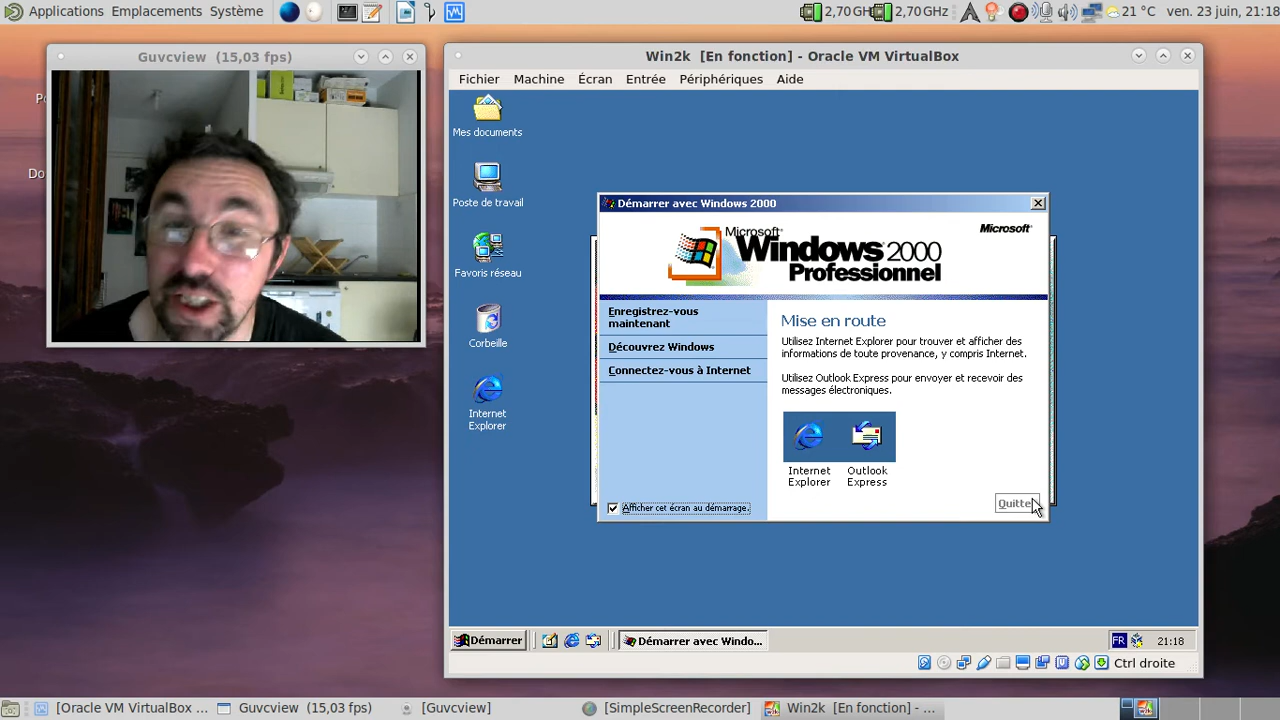 Applications Emplacements Système
2,70 GH 2,70 GHz
21 °C ven. 23 juin, 21:18
Guvcview (15,03 fps)
Win2k [En fonction] - Oracle VM VirtualBox
Fichier Machine Écran Entrée Périphériques Aide
Mes documents
Poste de travail
Favoris réseau
Corbeille
Internet
Explorer
Démarrer avec Windows 2000
Microsoft
Microsoft
Windows 2000
Professionnel
Enregistrez-vous
maintenant
Découvrez Windows
Connectez-vous à Internet
Mise en route
Utilisez Internet Explorer pour trouver et afficher des
informations de toute provenance, y compris Internet.
Utilisez Outlook Express pour envoyer et recevoir des
messages électroniques.
Internet
Explorer
Outlook
Express
Afficher cet écran au démarrage.
Quitte
Démarrer
Démarrer avec Windo...
FR
21:18
Ctrl droite
[Oracle VM VirtualBox ...
Guvcview (15,03 fps)
[Guvcview]
[SimpleScreenRecorder]
Win2k [En fonction] - ...